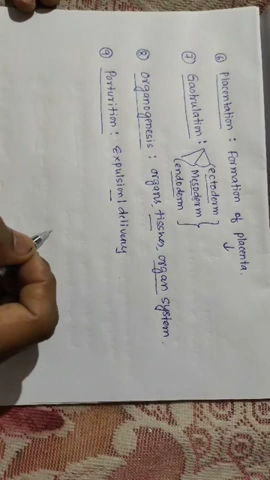 ⑥ Placentation : Formation of placenta.
↓
⑦ Gastrulation : ectoderm
Mesoderm
endoderm
⑧ Organogenesis : organs, tissues, organ system.
⑨ Parturition : Expulsion / delivery